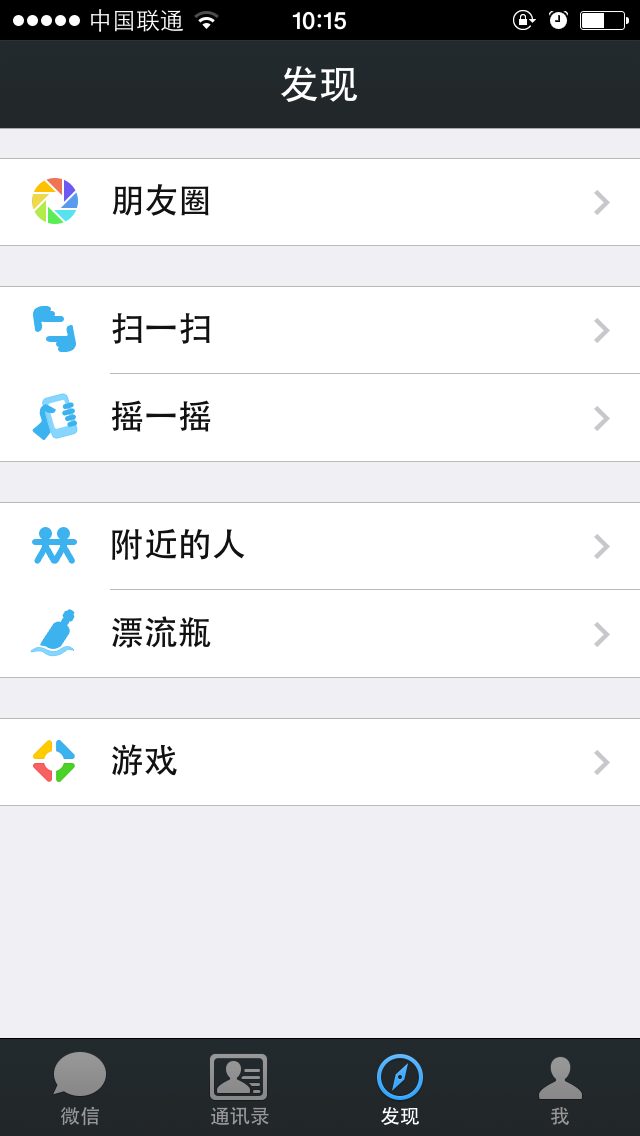 中国联通 10:15
发现
朋友圈
扫一扫
摇一摇
附近的人
漂流瓶
游戏
微信 通讯录 发现 我